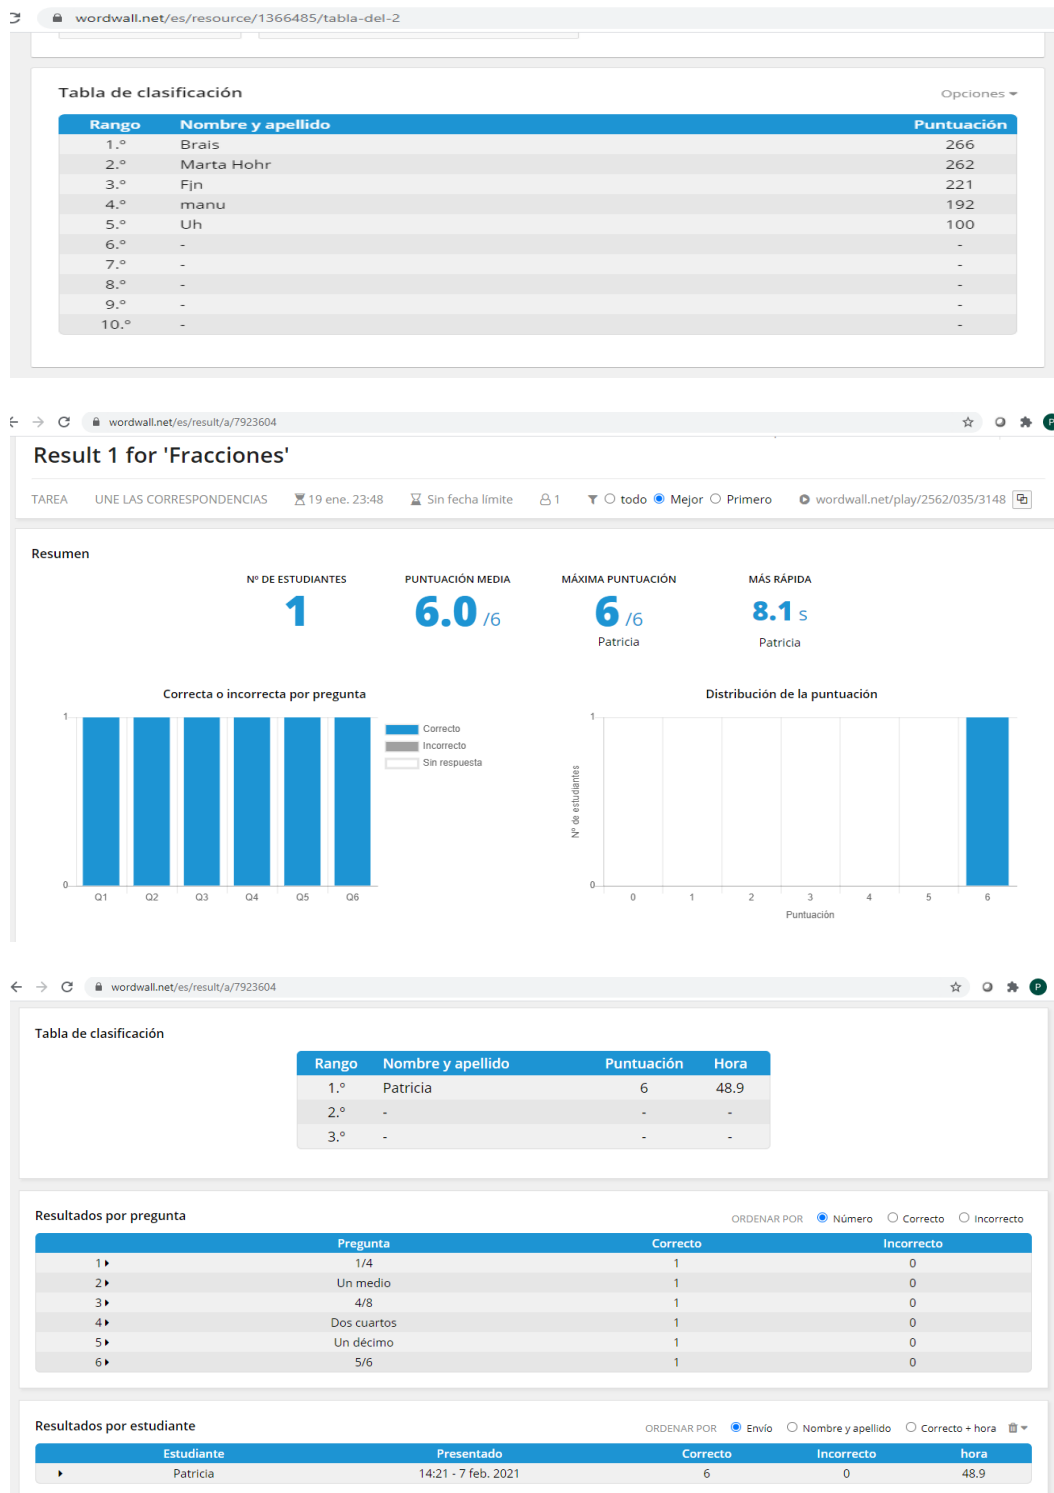 wordwall.net/es/resource/1366485/tabla-del-2
Tabla de clasificación
Opciones
Rango Nombre y apellido Puntuación
1.º Brais 266
2.º Marta Hohr 262
3.º Fjn 221
4.º manu 192
5.º Uh 100
6.º - -
7.º - -
8.º - -
9.º - -
10.º - -
wordwall.net/es/result/a/7923604
P
Result 1 for 'Fracciones'
TAREA UNE LAS CORRESPONDENCIAS 19 ene. 23:48 Sin fecha límite 1 todo Mejor Primero wordwall.net/play/2562/035/3148
Resumen
Nº DE ESTUDIANTES PUNTUACIÓN MEDIA MÁXIMA PUNTUACIÓN MÁS RÁPIDA
1 6.0 /6 6 /6 8.1 s
Patricia Patricia
Correcta o incorrecta por pregunta
1
0
Q1 Q2 Q3 Q4 Q5 Q6
Correcto
Incorrecto
Sin respuesta
Distribución de la puntuación
1
Nº de estudiantes
0
0 1 2 3 4 5 6
Puntuación
wordwall.net/es/result/a/7923604
P
Tabla de clasificación
Rango Nombre y apellido Puntuación Hora
1.º Patricia 6 48.9
2.º - - -
3.º - - -
Resultados por pregunta
ORDENAR POR Número Correcto Incorrecto
Pregunta Correcto Incorrecto
1 1/4 1 0
2 Un medio 1 0
3 4/8 1 0
4 Dos cuartos 1 0
5 Un décimo 1 0
6 5/6 1 0
Resultados por estudiante
ORDENAR POR Envío Nombre y apellido Correcto + hora
Estudiante Presentado Correcto Incorrecto hora
Patricia 14:21 - 7 feb. 2021 6 0 48.9